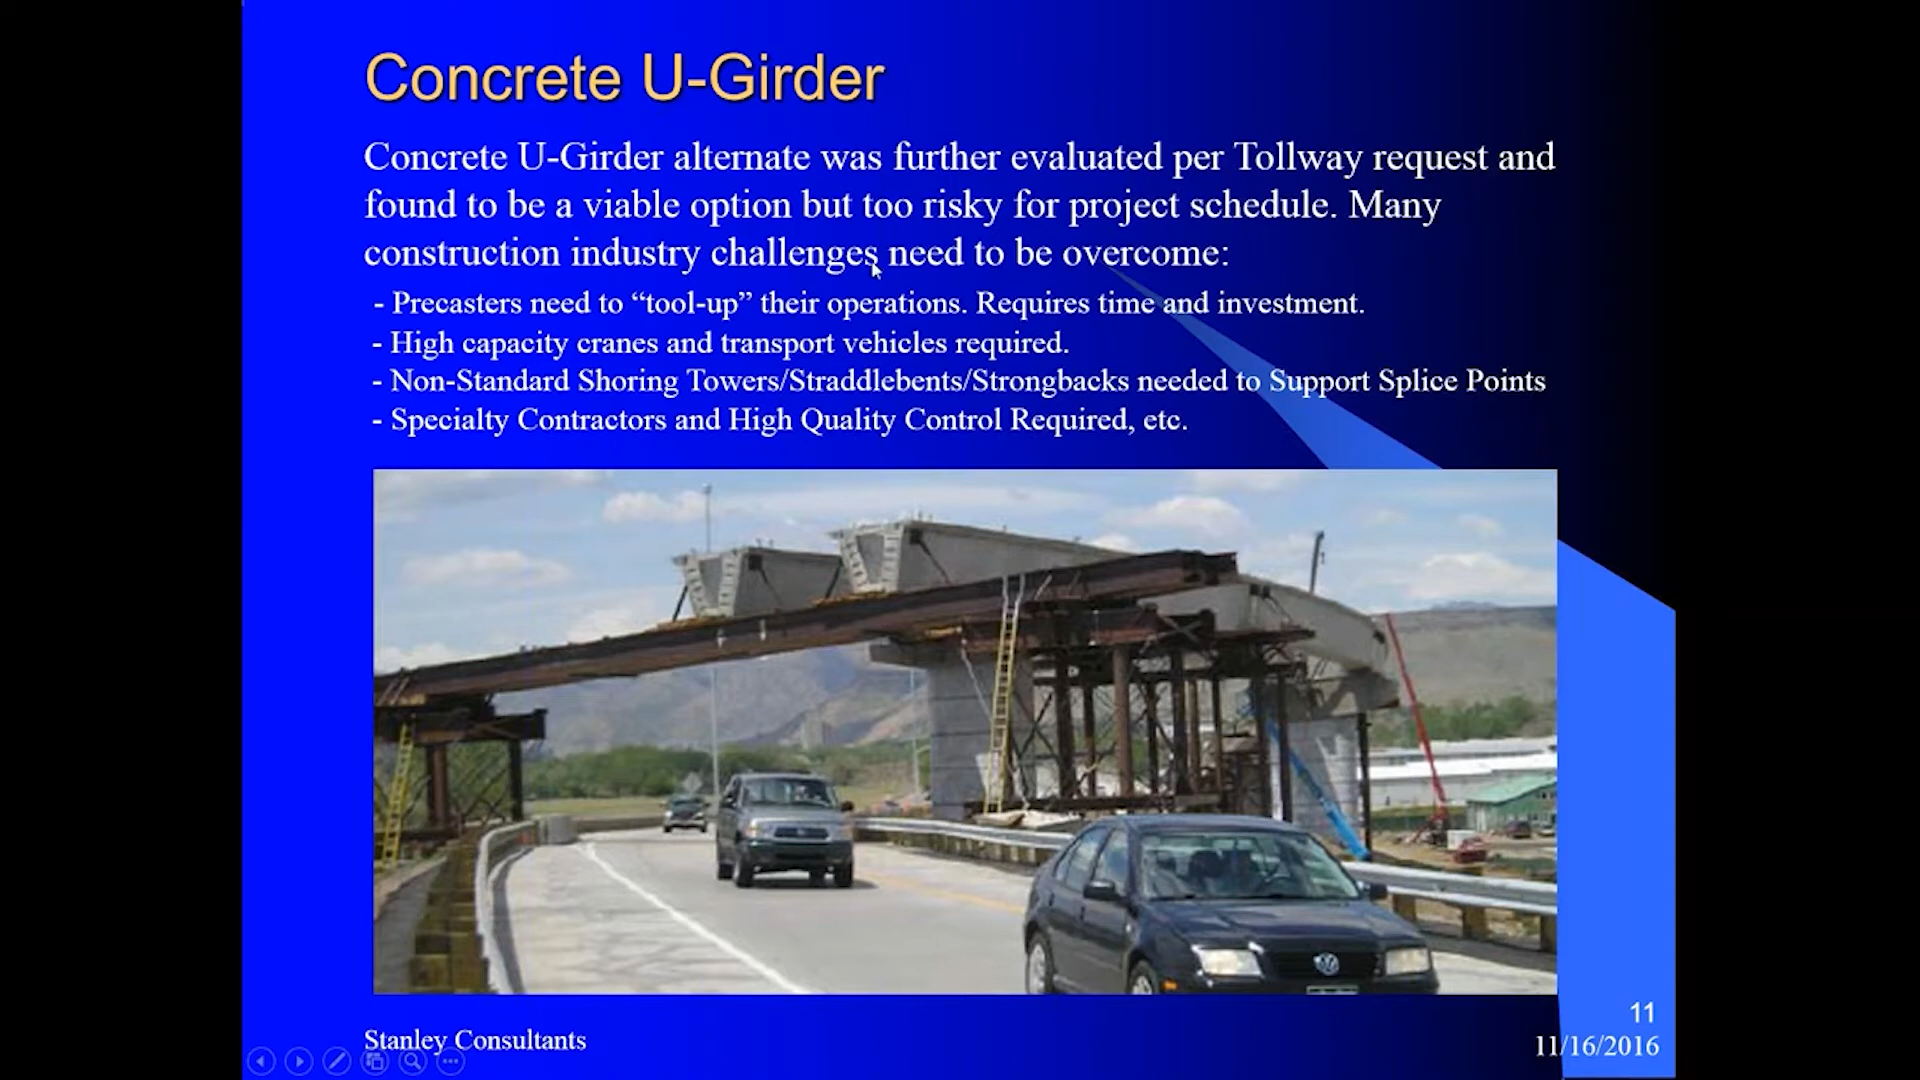 Concrete U-Girder
Concrete U-Girder alternate was further evaluated per Tollway request and
found to be a viable option but too risky for project schedule. Many
construction industry challenges need to be overcome:
- Precasters need to “tool-up” their operations. Requires time and investment.
- High capacity cranes and transport vehicles required.
- Non-Standard Shoring Towers/Straddlebents/Strongbacks needed to Support Splice Points
- Specialty Contractors and High Quality Control Required, etc.
Stanley Consultants
11
11/16/2016